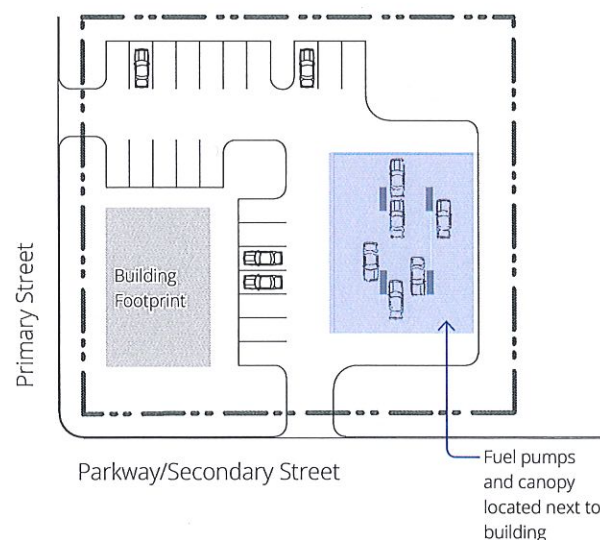 Building
Footprint
Primary Street
Parkway/Secondary Street
Fuel pumps
and canopy
located next to
building